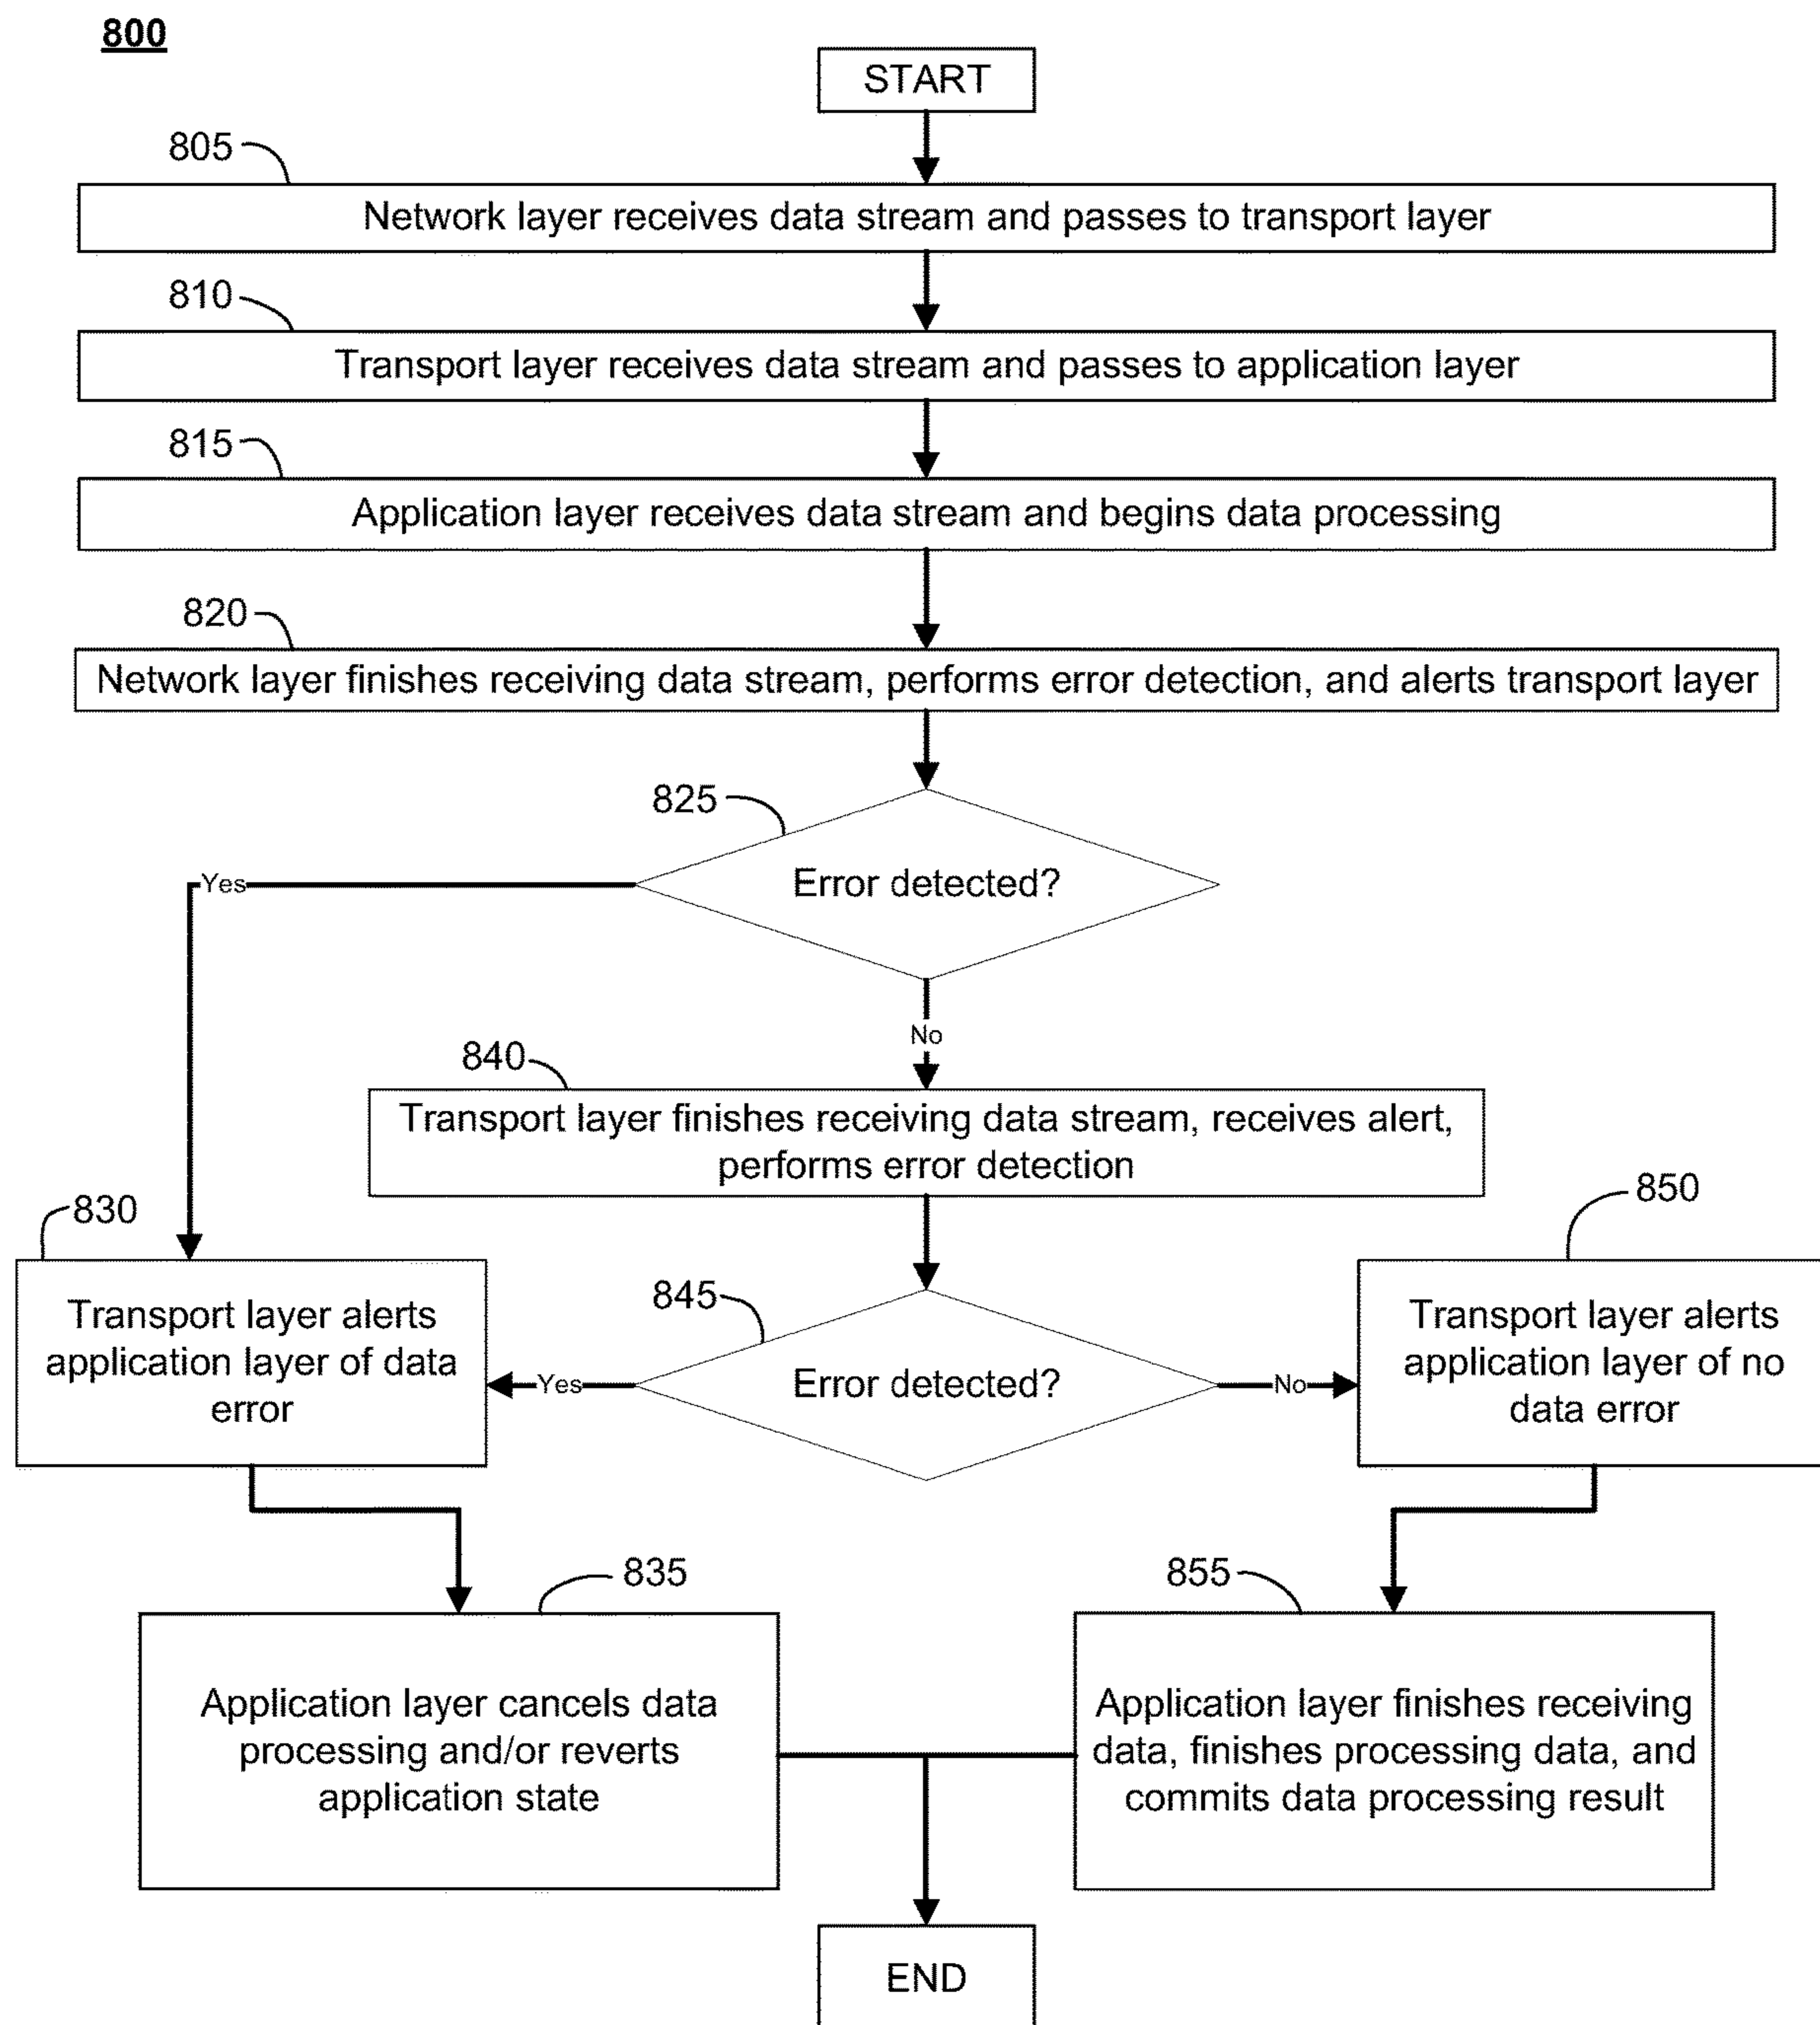 800
START
805
Network layer receives data stream and passes to transport layer
810
Transport layer receives data stream and passes to application layer
815
Application layer receives data stream and begins data processing
820
Network layer finishes receiving data stream, performs error detection, and alerts transport layer
825
Error detected?
Yes
No
840
Transport layer finishes receiving data stream, receives alert,
performs error detection
830
Transport layer alerts
application layer of data
error
845
Error detected?
Yes
No
850
Transport layer alerts
application layer of no
data error
835
Application layer cancels data
processing and/or reverts
application state
855
Application layer finishes receiving
data, finishes processing data, and
commits data processing result
END